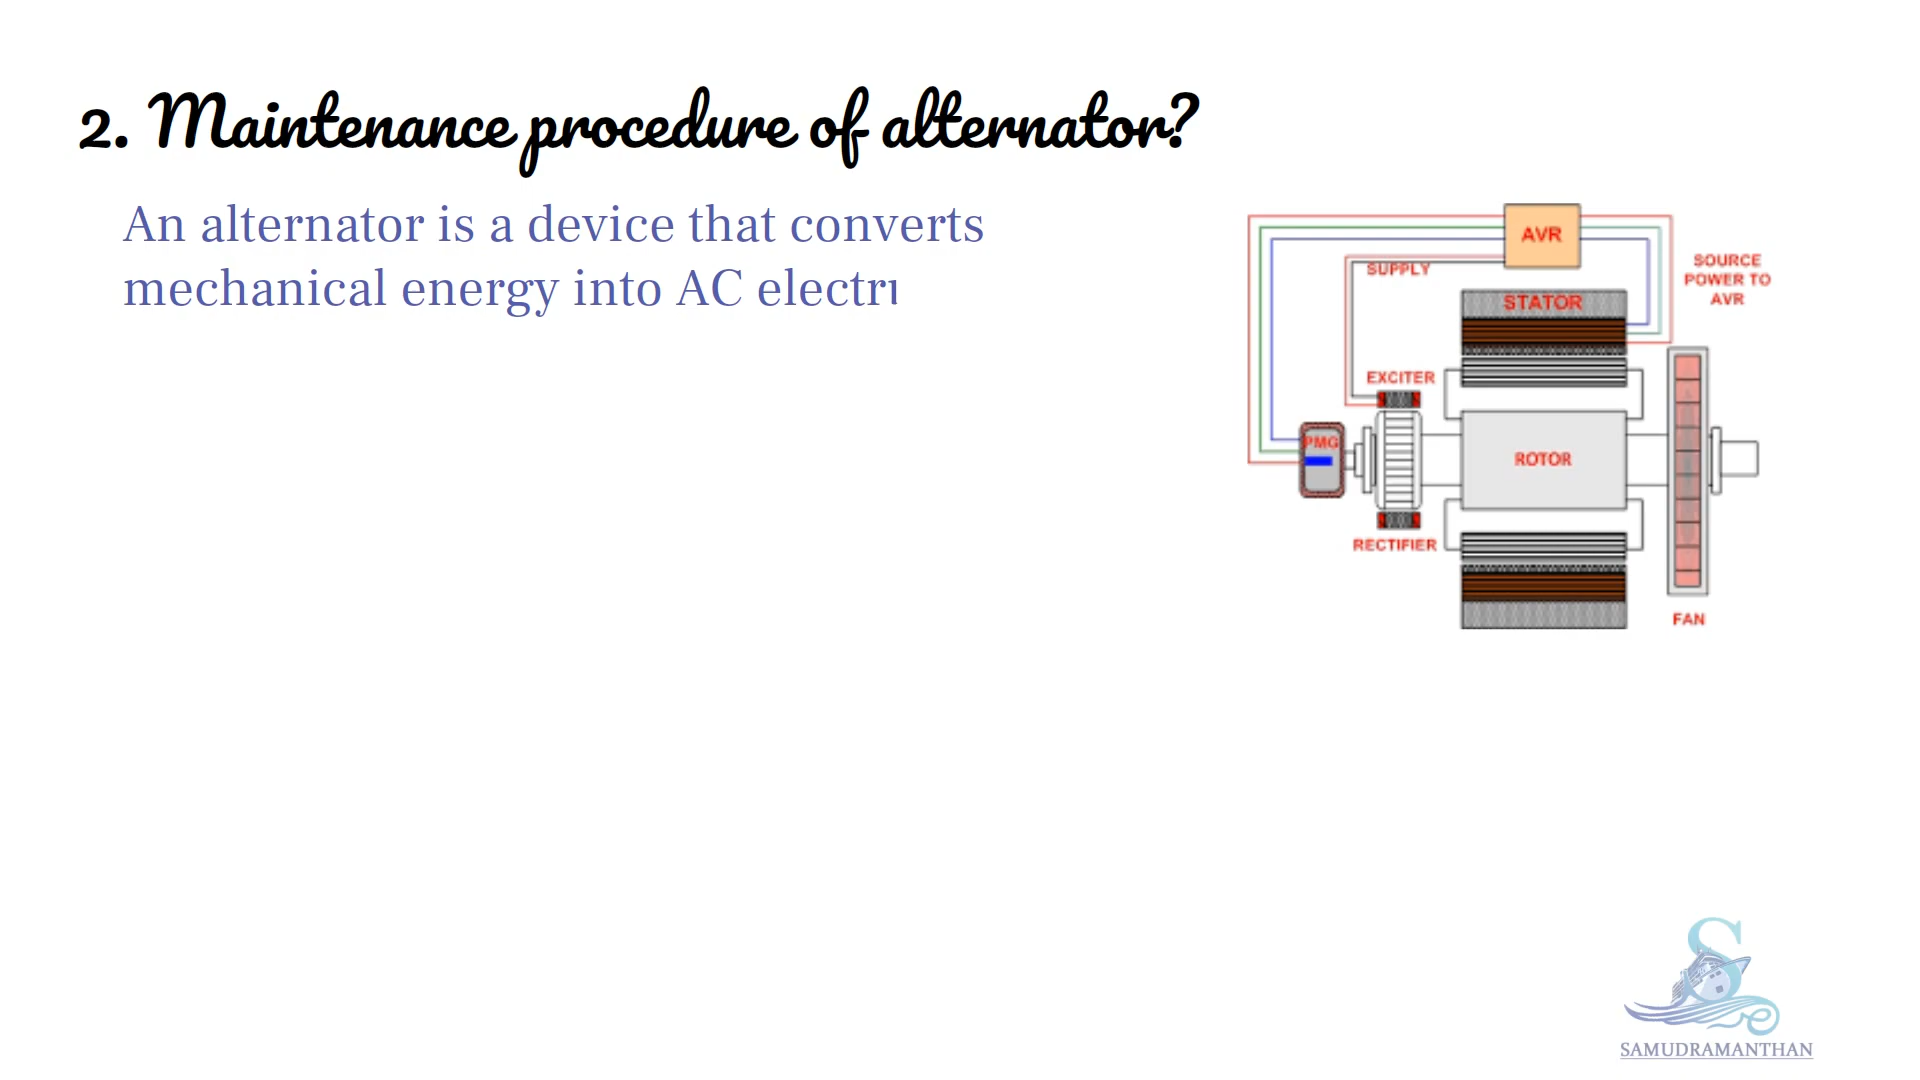 2. Maintenance procedure of alternator?
An alternator is a device that converts
mechanical energy into AC electri
AVR
SUPPLY
SOURCE
POWER TO
AVR
STATOR
EXCITER
PMG
ROTOR
RECTIFIER
FAN
SAMUDRAMANTHAN